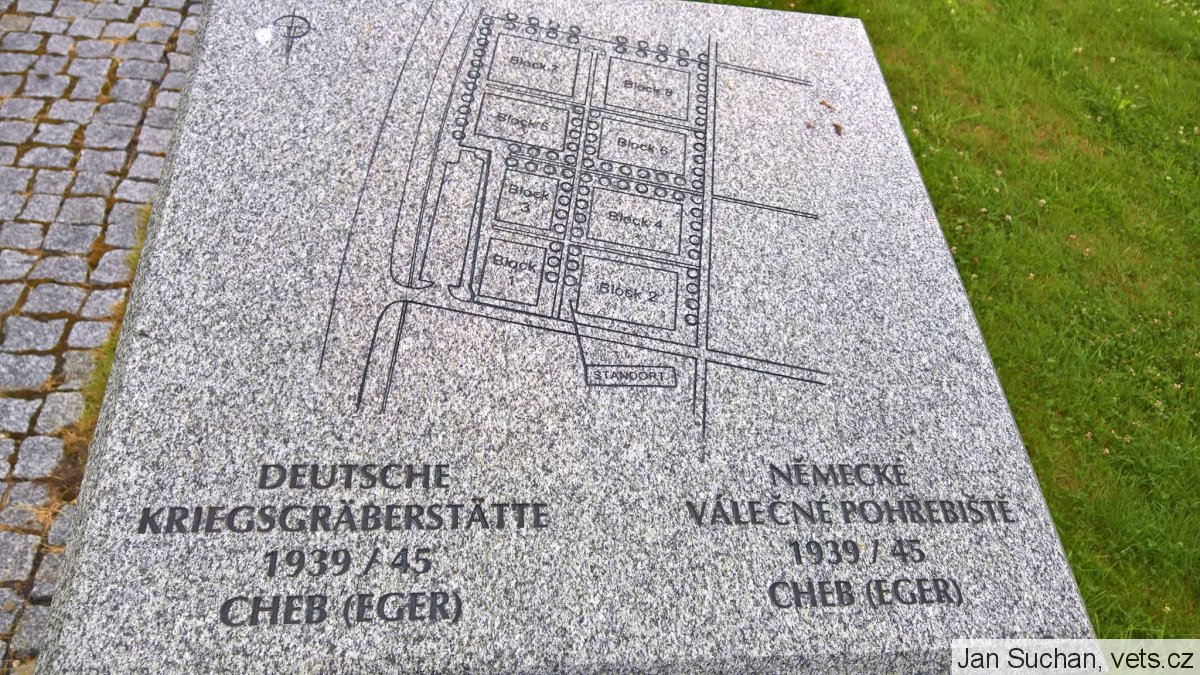 Block 7
Block 8
Block 5
Block 6
Block
3
Block 4
Block
1
Block 2
STANDORT
DEUTSCHE
KRIEGSGRÄBERSTÄTTE
1939 / 45
CHEB (EGER)
NĚMECKÉ
VÁLEČNÉ POHŘEBIŠTĚ
1939 / 45
CHEB (EGER)
Jan Suchan, vets.cz